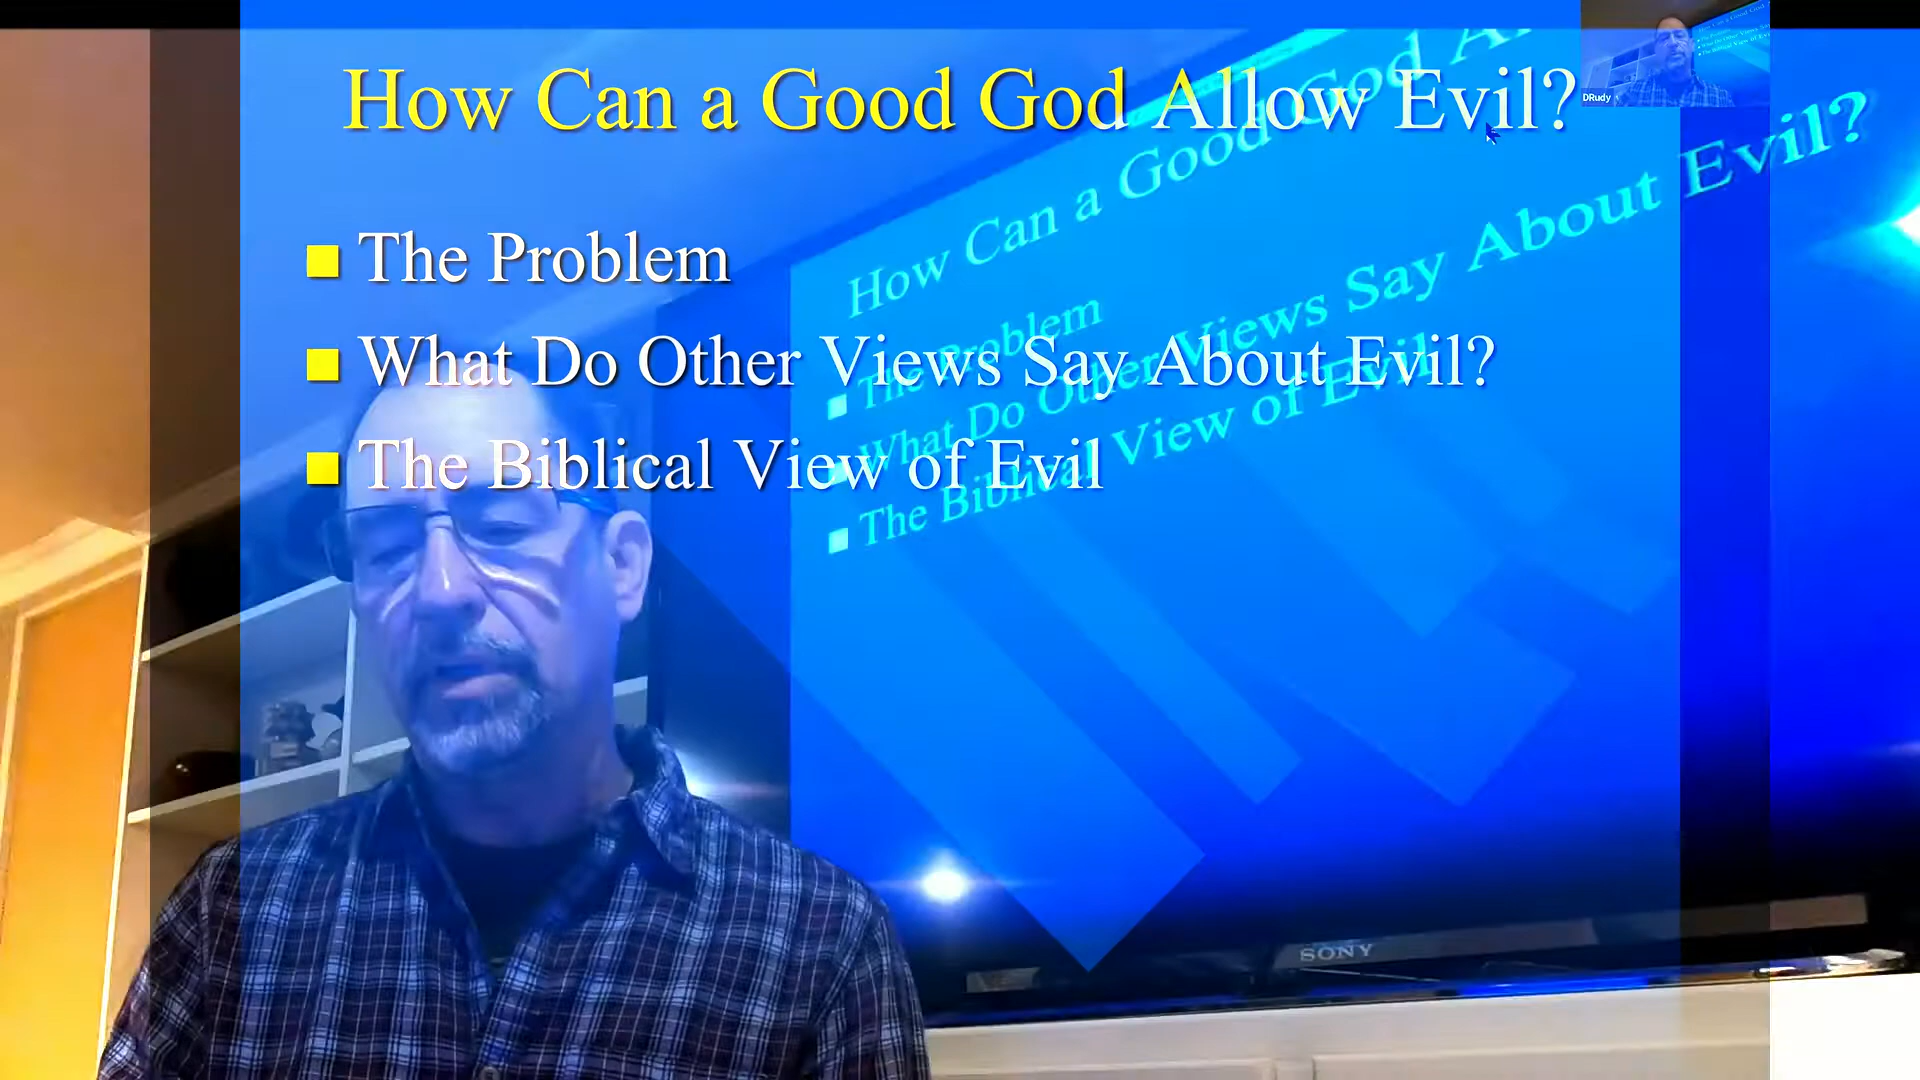 How Can a Good God Allow Evil?
The Problem
What Do Other Views Say About Evil?
The Biblical View of Evil
How Can a Good God Al
The Problem
What Do Other Views Say About Evil?
The Biblical View of Evil
DRudy
SONY